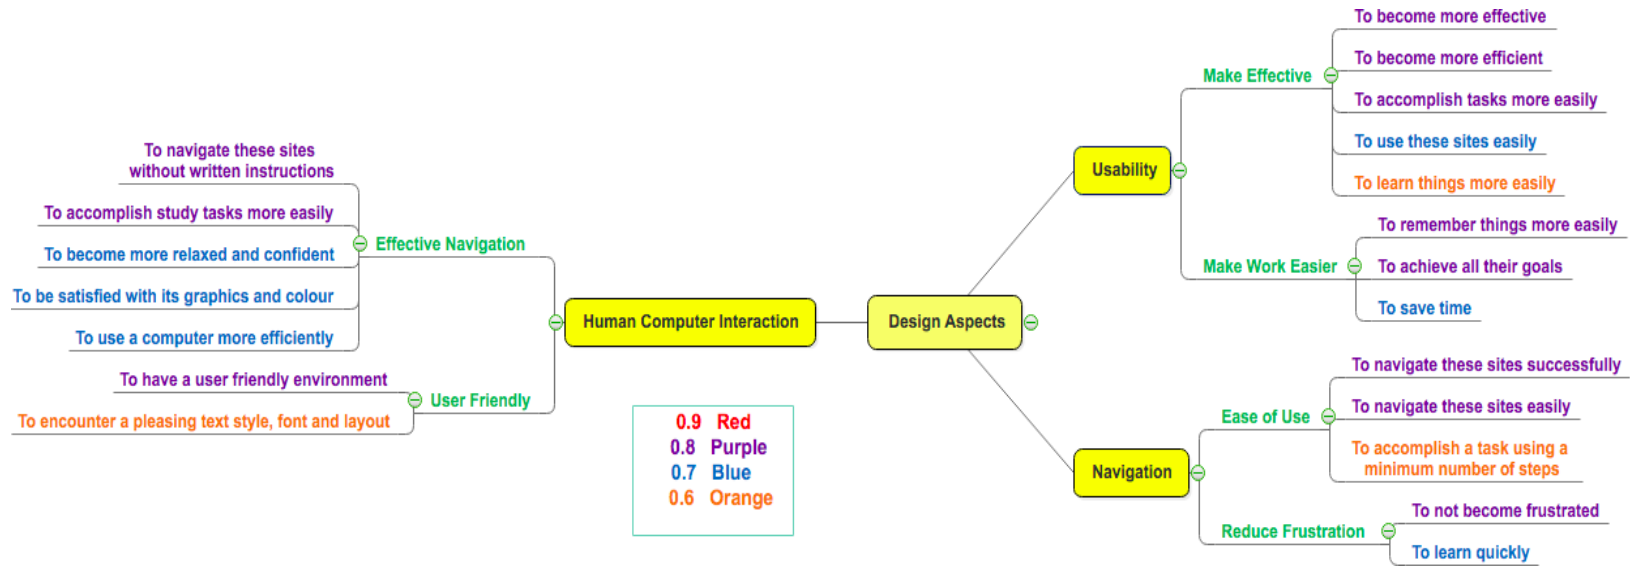 To navigate these sites
without written instructions
To accomplish study tasks more easily
To become more relaxed and confident
To be satisfied with its graphics and colour
To use a computer more efficiently
Effective Navigation
To have a user friendly environment
To encounter a pleasing text style, font and layout
User Friendly
Human Computer Interaction
Design Aspects
0.9 Red
0.8 Purple
0.7 Blue
0.6 Orange
Usability
Make Effective
To become more effective
To become more efficient
To accomplish tasks more easily
To use these sites easily
To learn things more easily
Make Work Easier
To remember things more easily
To achieve all their goals
To save time
Navigation
Ease of Use
To navigate these sites successfully
To navigate these sites easily
To accomplish a task using a
minimum number of steps
Reduce Frustration
To not become frustrated
To learn quickly